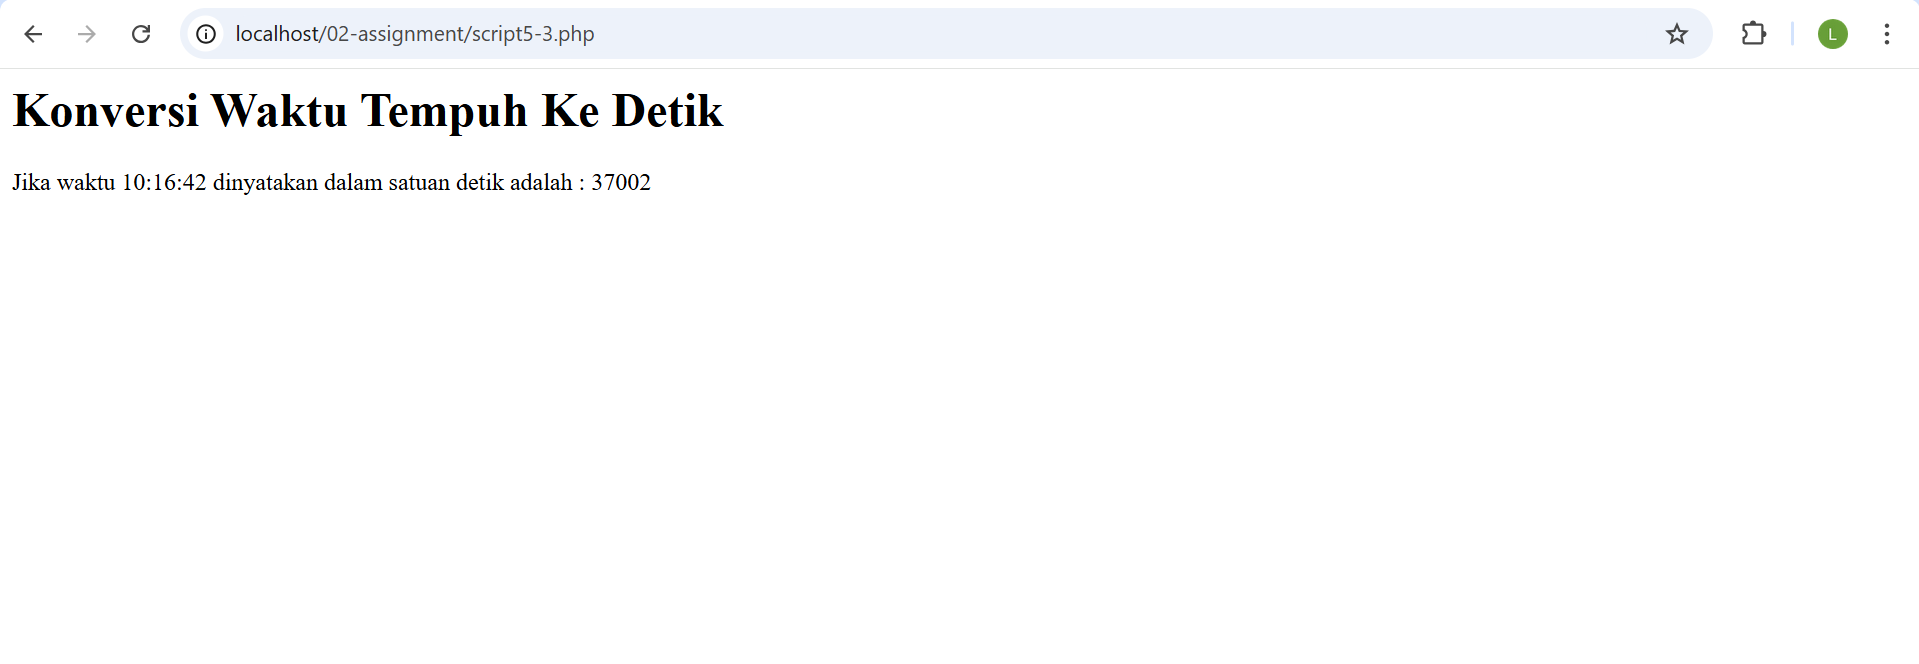 localhost/02-assignment/script5-3.php
L
Konversi Waktu Tempuh Ke Detik
Jika waktu 10:16:42 dinyatakan dalam satuan detik adalah : 37002